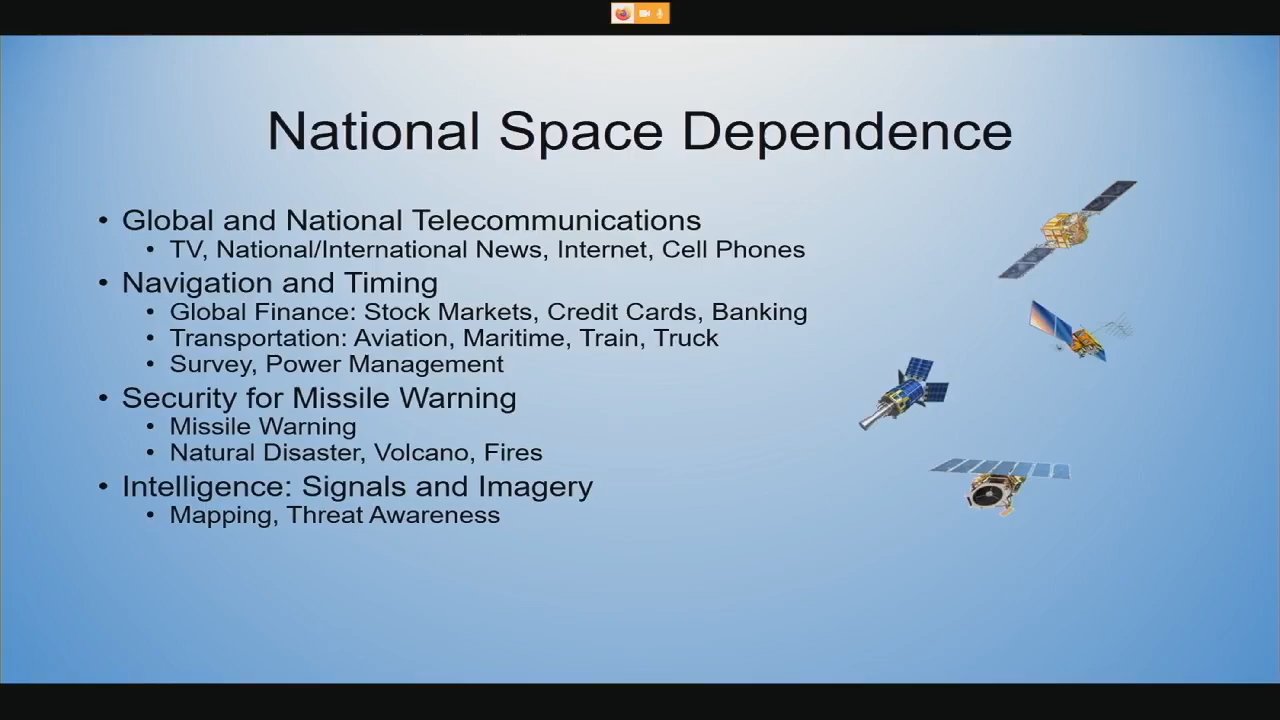 National Space Dependence
• Global and National Telecommunications
• TV, National/International News, Internet, Cell Phones
• Navigation and Timing
• Global Finance: Stock Markets, Credit Cards, Banking
• Transportation: Aviation, Maritime, Train, Truck
• Survey, Power Management
• Security for Missile Warning
• Missile Warning
• Natural Disaster, Volcano, Fires
• Intelligence: Signals and Imagery
• Mapping, Threat Awareness